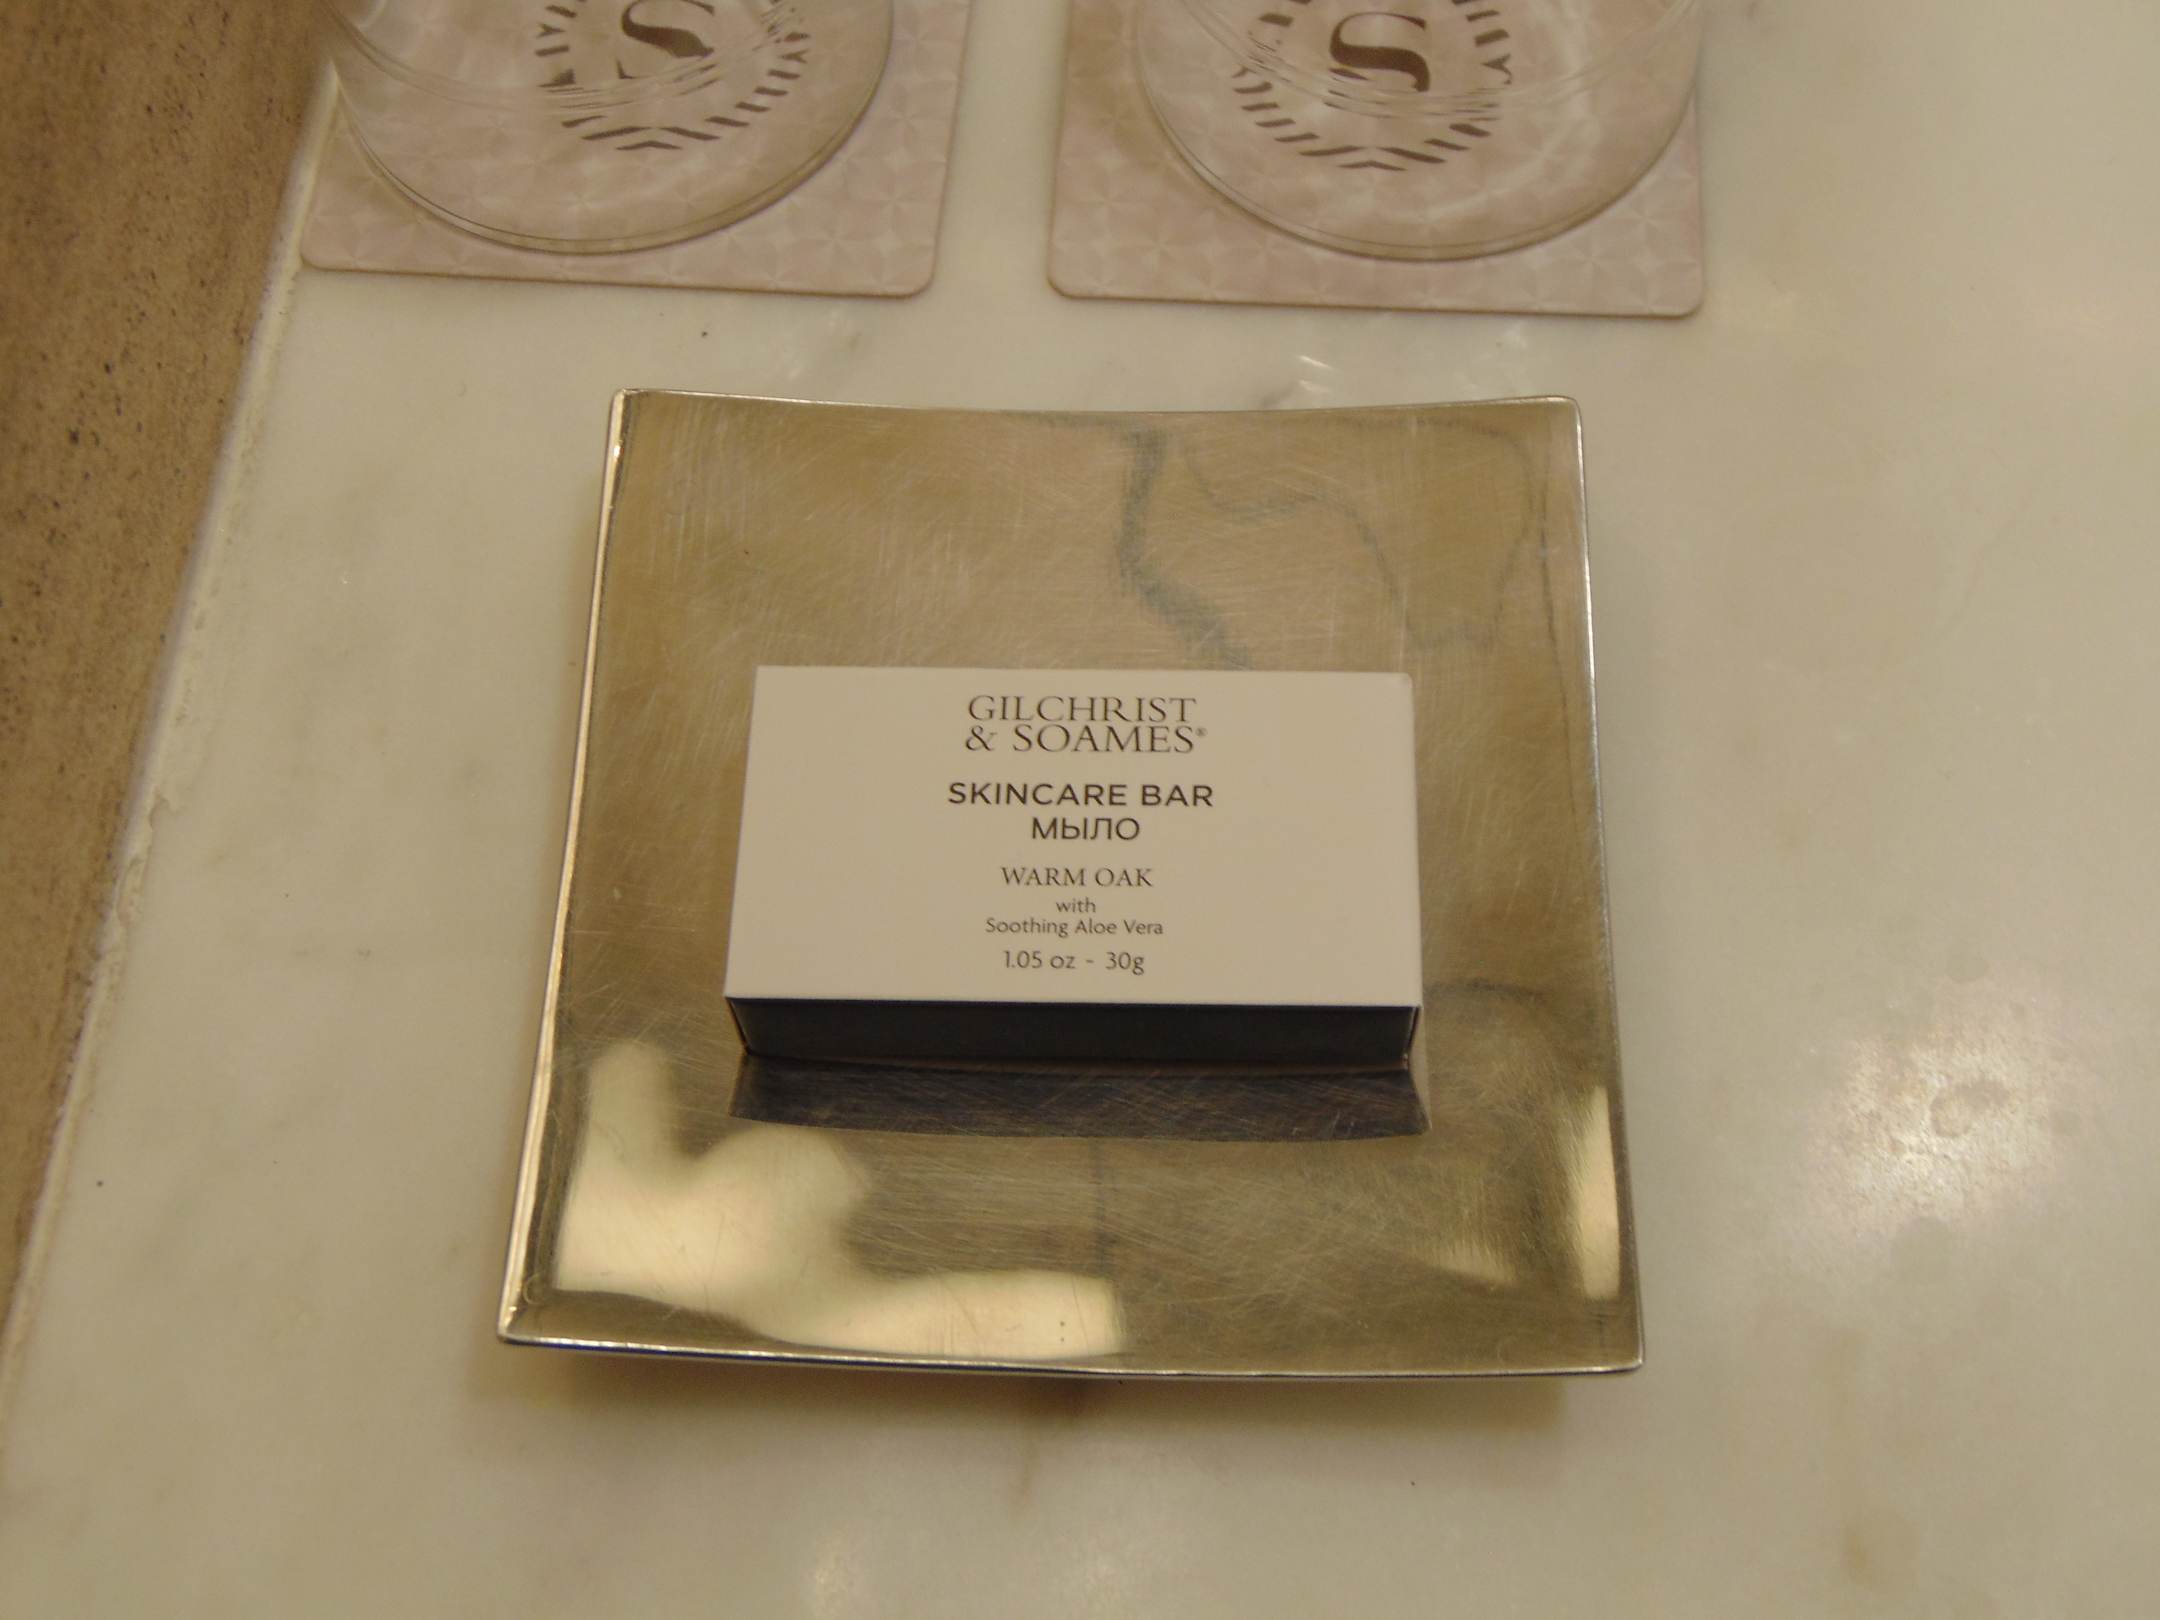 S
S
GILCHRIST
& SOAMES®
SKINCARE BAR
МЫЛО
WARM OAK
with
Soothing Aloe Vera
1.05 oz - 30g